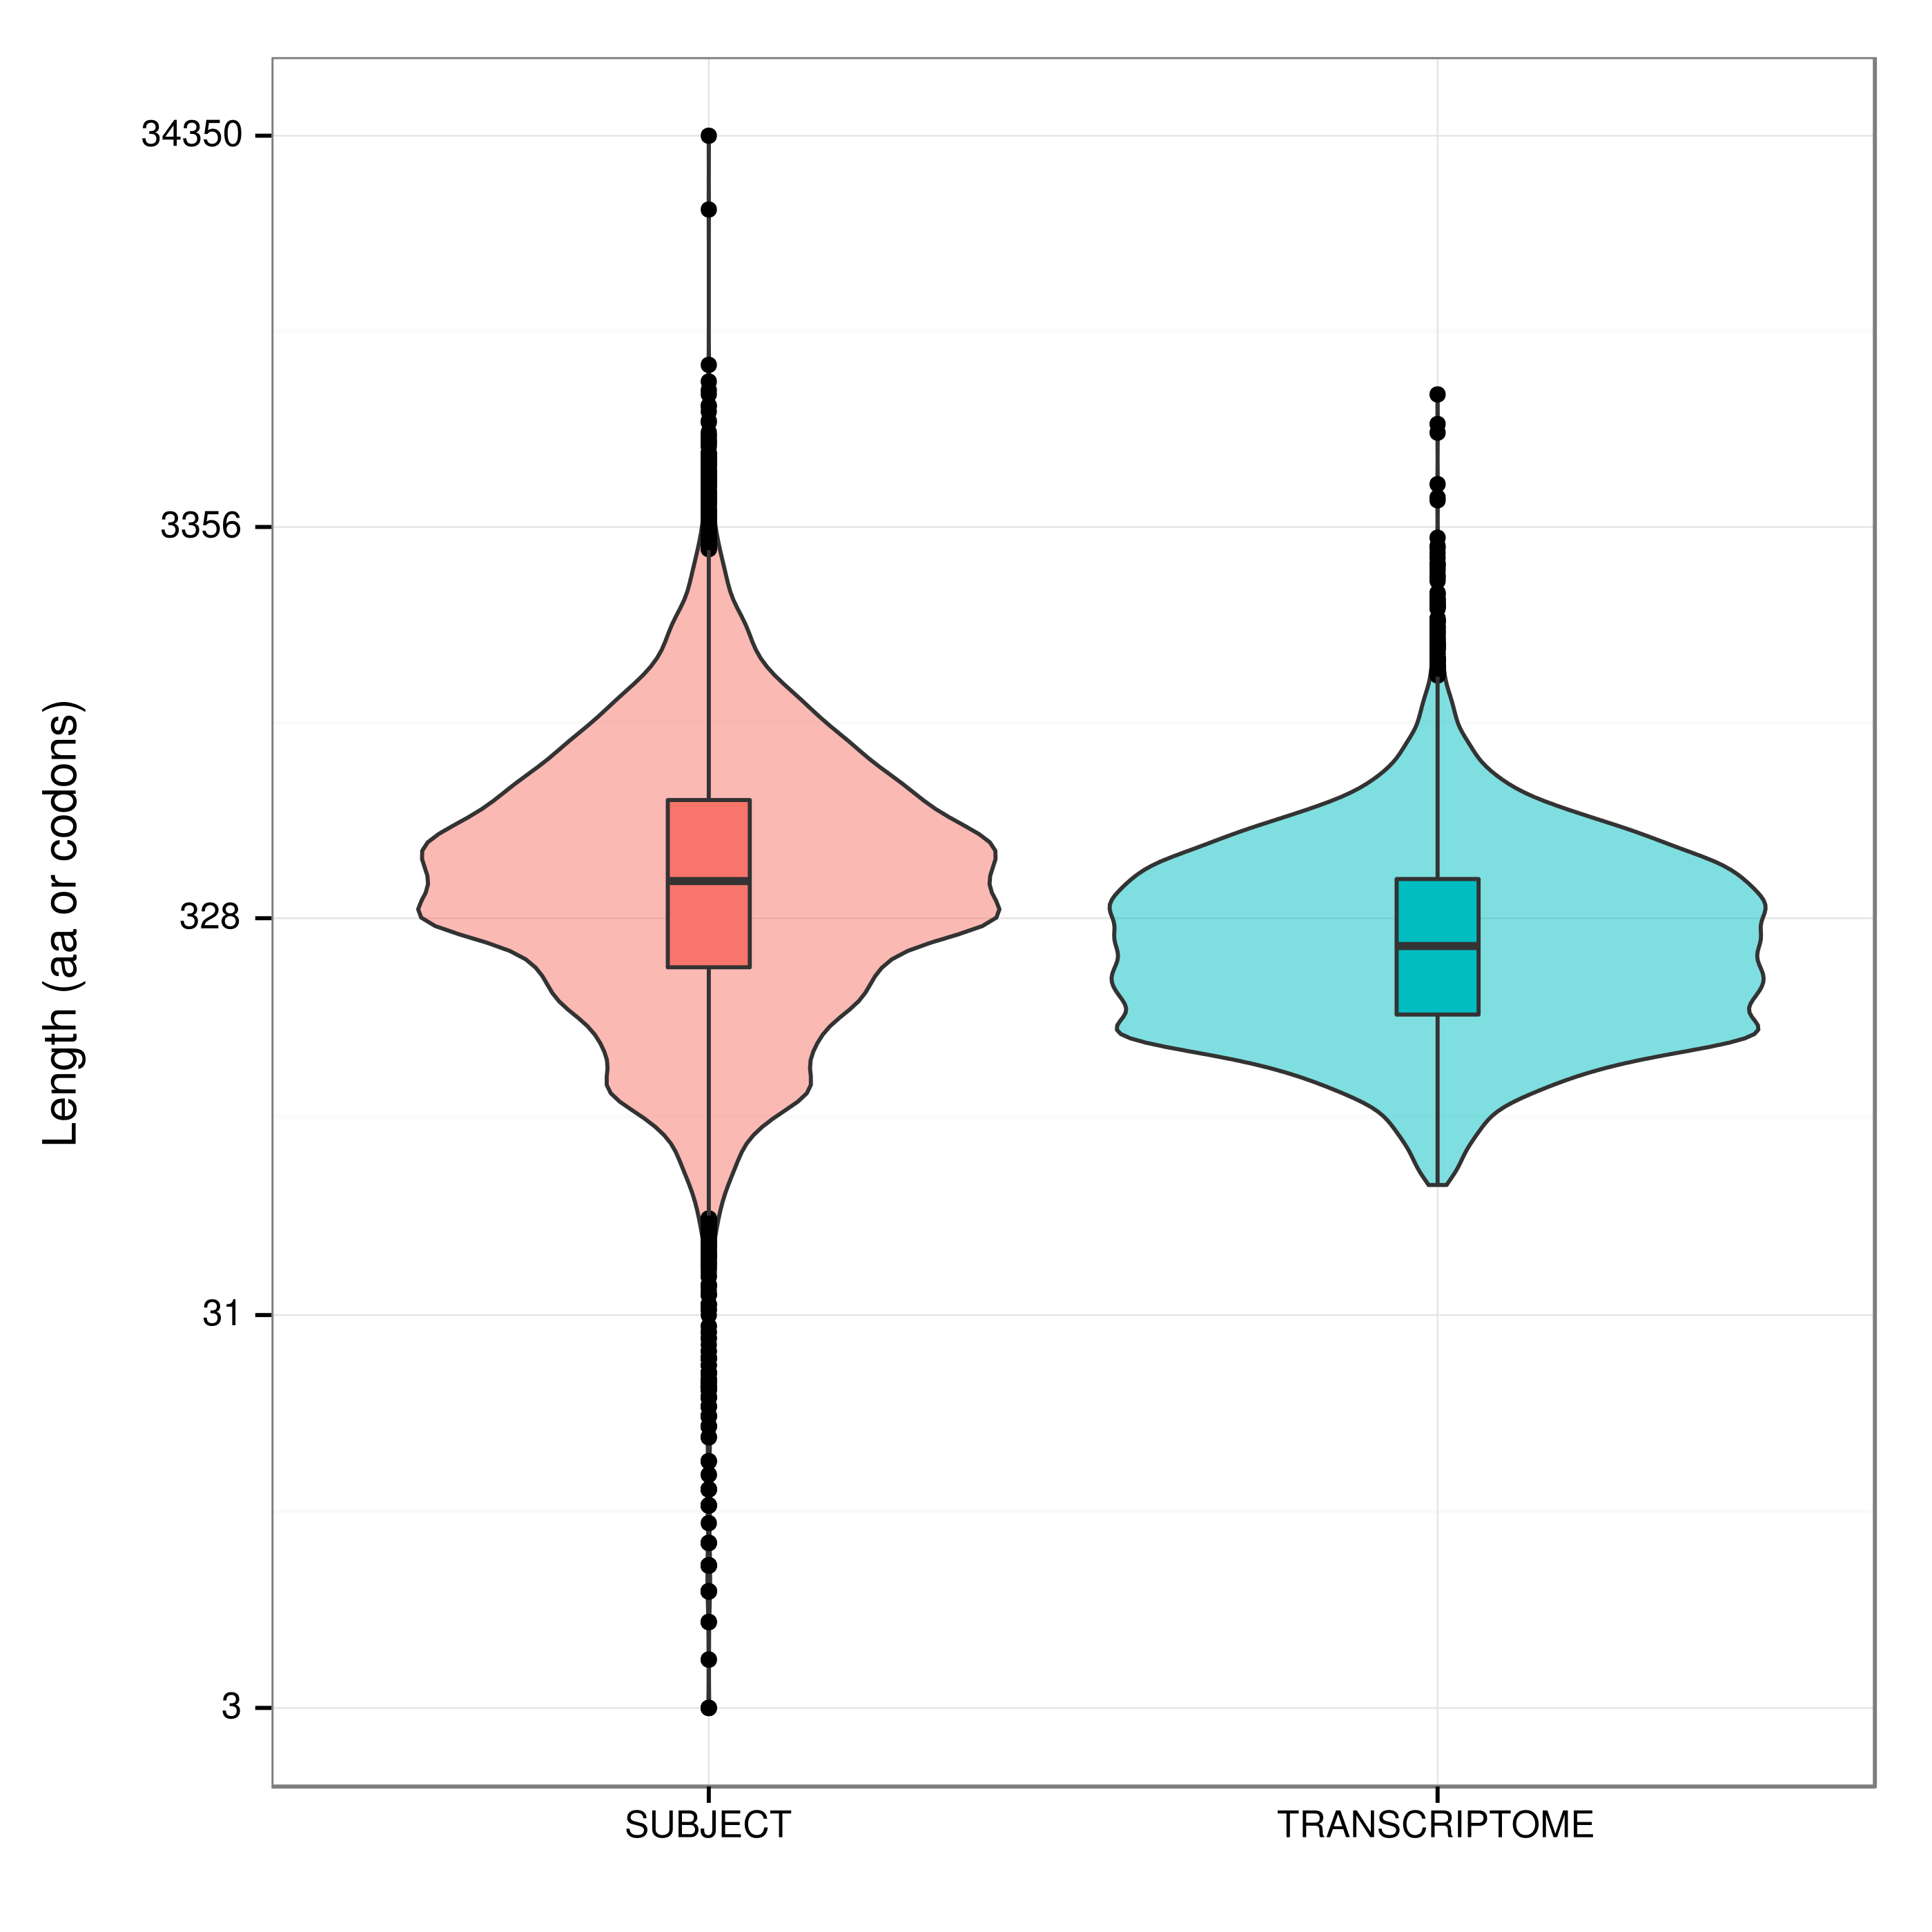 Length (aa or codons)
34350
3356
328
31
3
SUBJECT
TRANSCRIPTOME